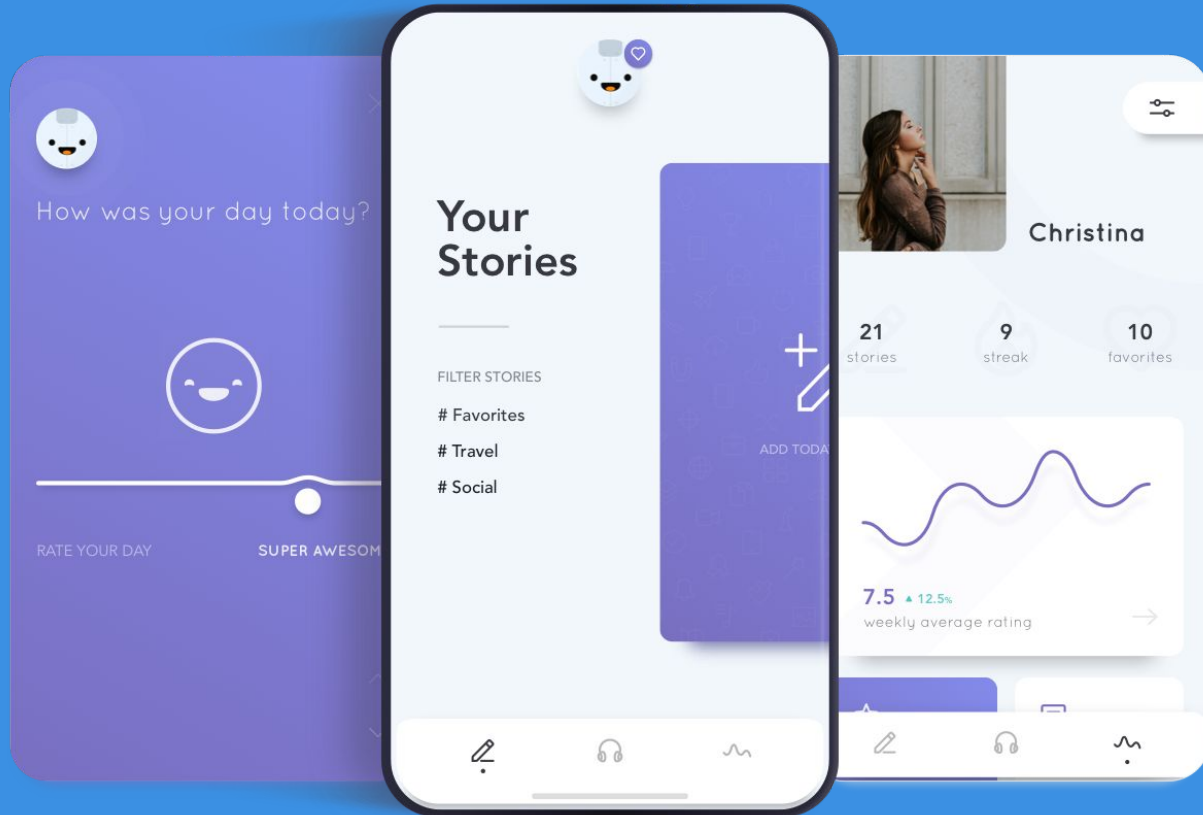 How was your day today?
RATE YOUR DAY
SUPER AWESOM
Your
Stories
FILTER STORIES
# Favorites
# Travel
# Social
ADD TODA
Christina
21
stories
9
streak
10
favorites
7.5 ▲ 12.5%
weekly average rating